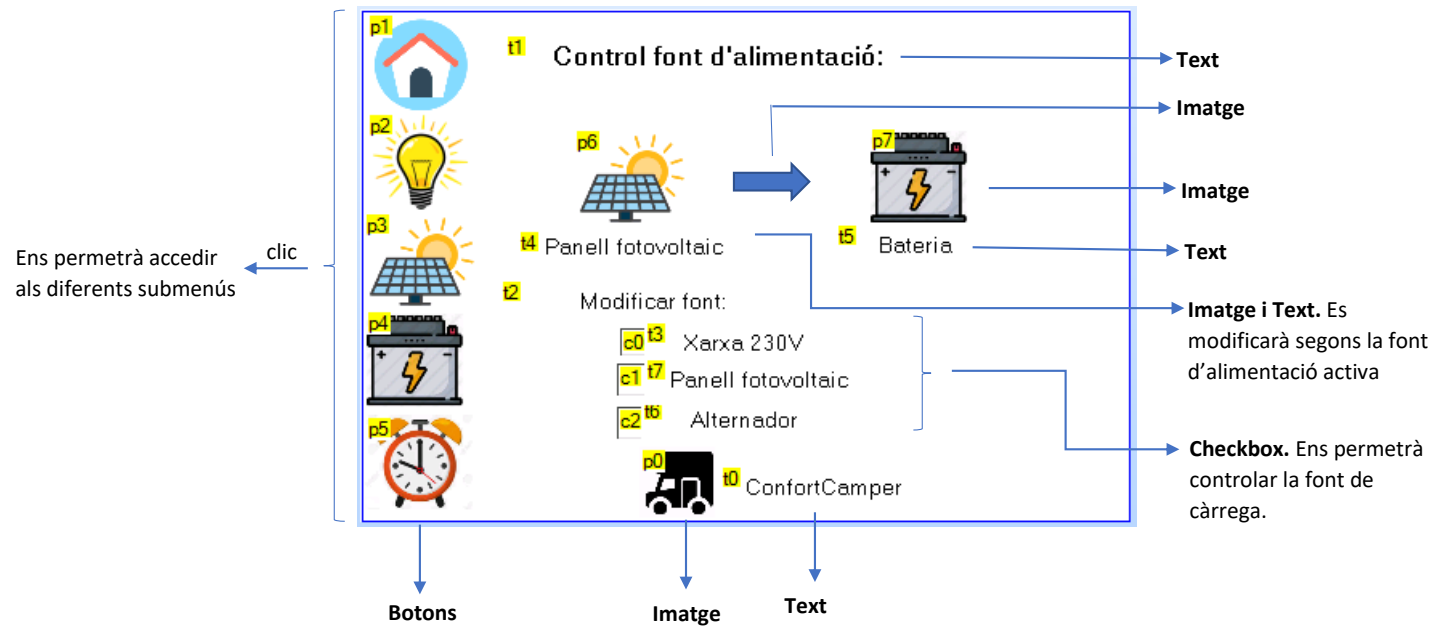 p1
t1 Control font d'alimentació:
Text
Imatge
p2
p6
p7
Imatge
p3
t4 Panell fotovoltaic
t5 Bateria
Text
Ens permetrà accedir
als diferents submenús
clic
t2 Modificar font:
Imatge i Text. Es
modificarà segons la font
d’alimentació activa
p4
c0 t3 Xarxa 230V
c1 t7 Panell fotovoltaic
c2 t6 Alternador
p5
Checkbox. Ens permetrà
controlar la font de
càrrega.
p0
t0 ConfortCamper
Botons
Imatge
Text